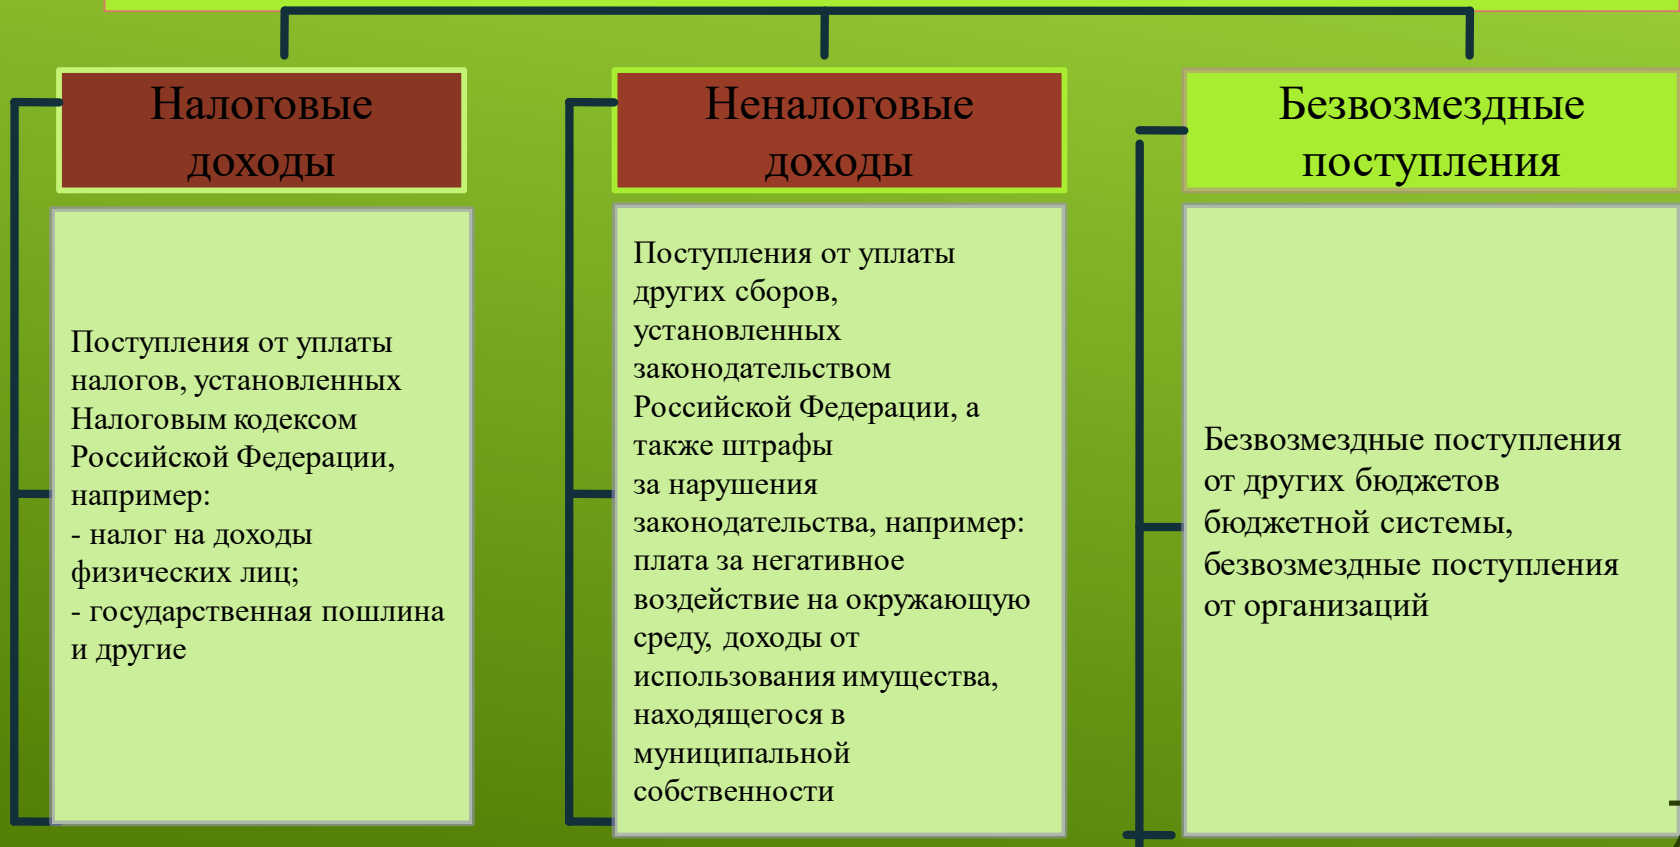 Налоговые
доходы
Неналоговые
доходы
Безвозмездные
поступления
Поступления от уплаты
налогов, установленных
Налоговым кодексом
Российской Федерации,
например:
- налог на доходы
физических лиц;
- государственная пошлина
и другие
Поступления от уплаты
других сборов,
установленных
законодательством
Российской Федерации, а
также штрафы
за нарушения
законодательства, например:
плата за негативное
воздействие на окружающую
среду, доходы от
использования имущества,
находящегося в
муниципальной
собственности
Безвозмездные поступления
от других бюджетов
бюджетной системы,
безвозмездные поступления
от организаций